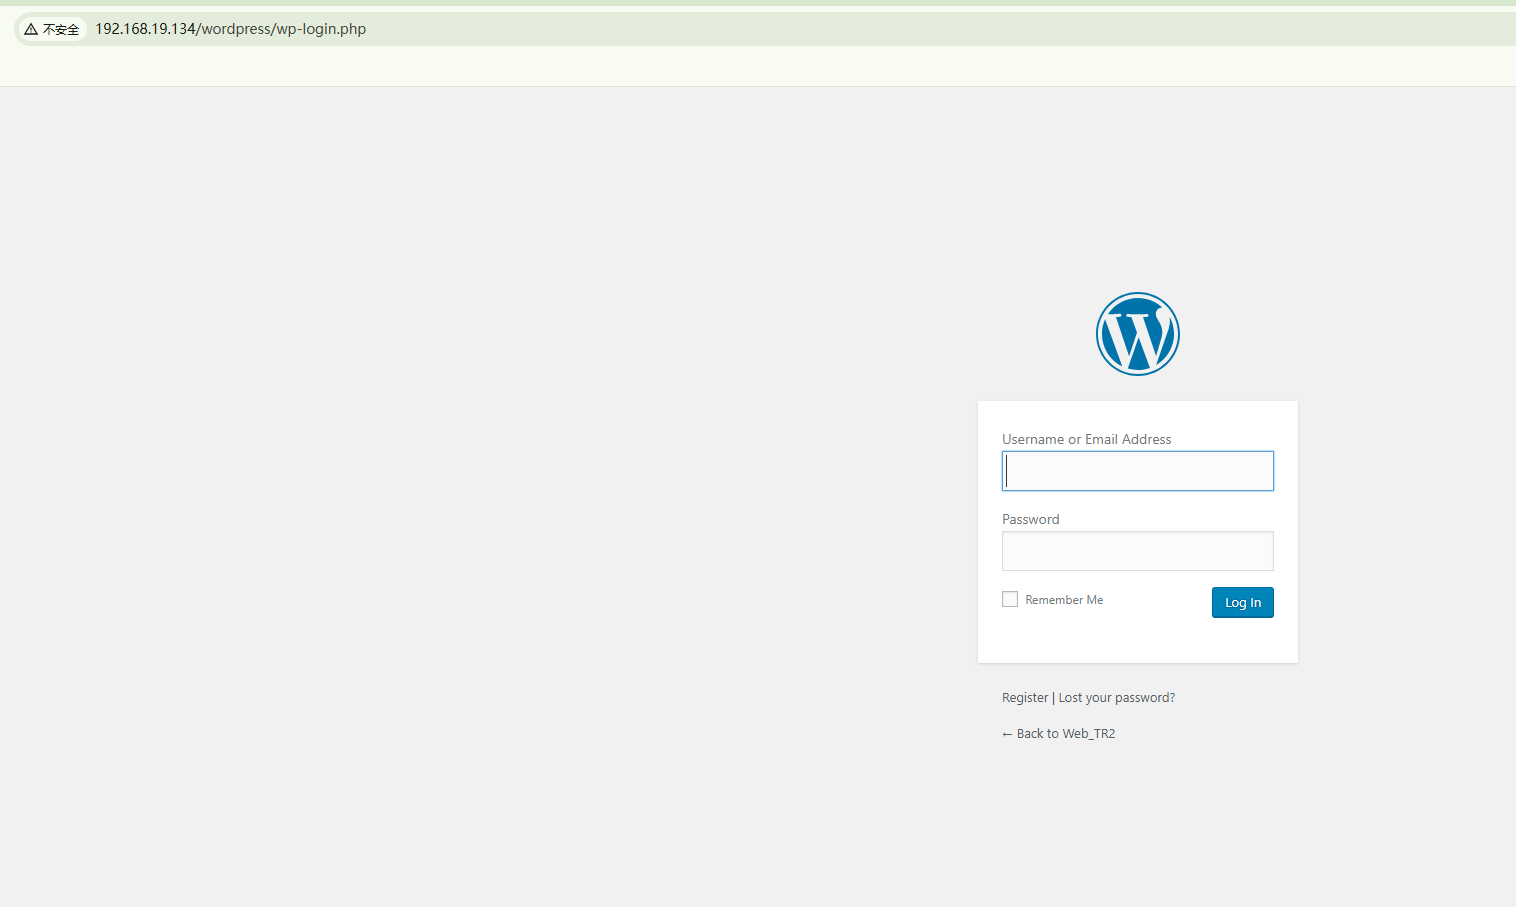 不安全 192.168.19.134/wordpress/wp-login.php
Username or Email Address
Password
Remember Me Log In
Register | Lost your password?
← Back to Web_TR2